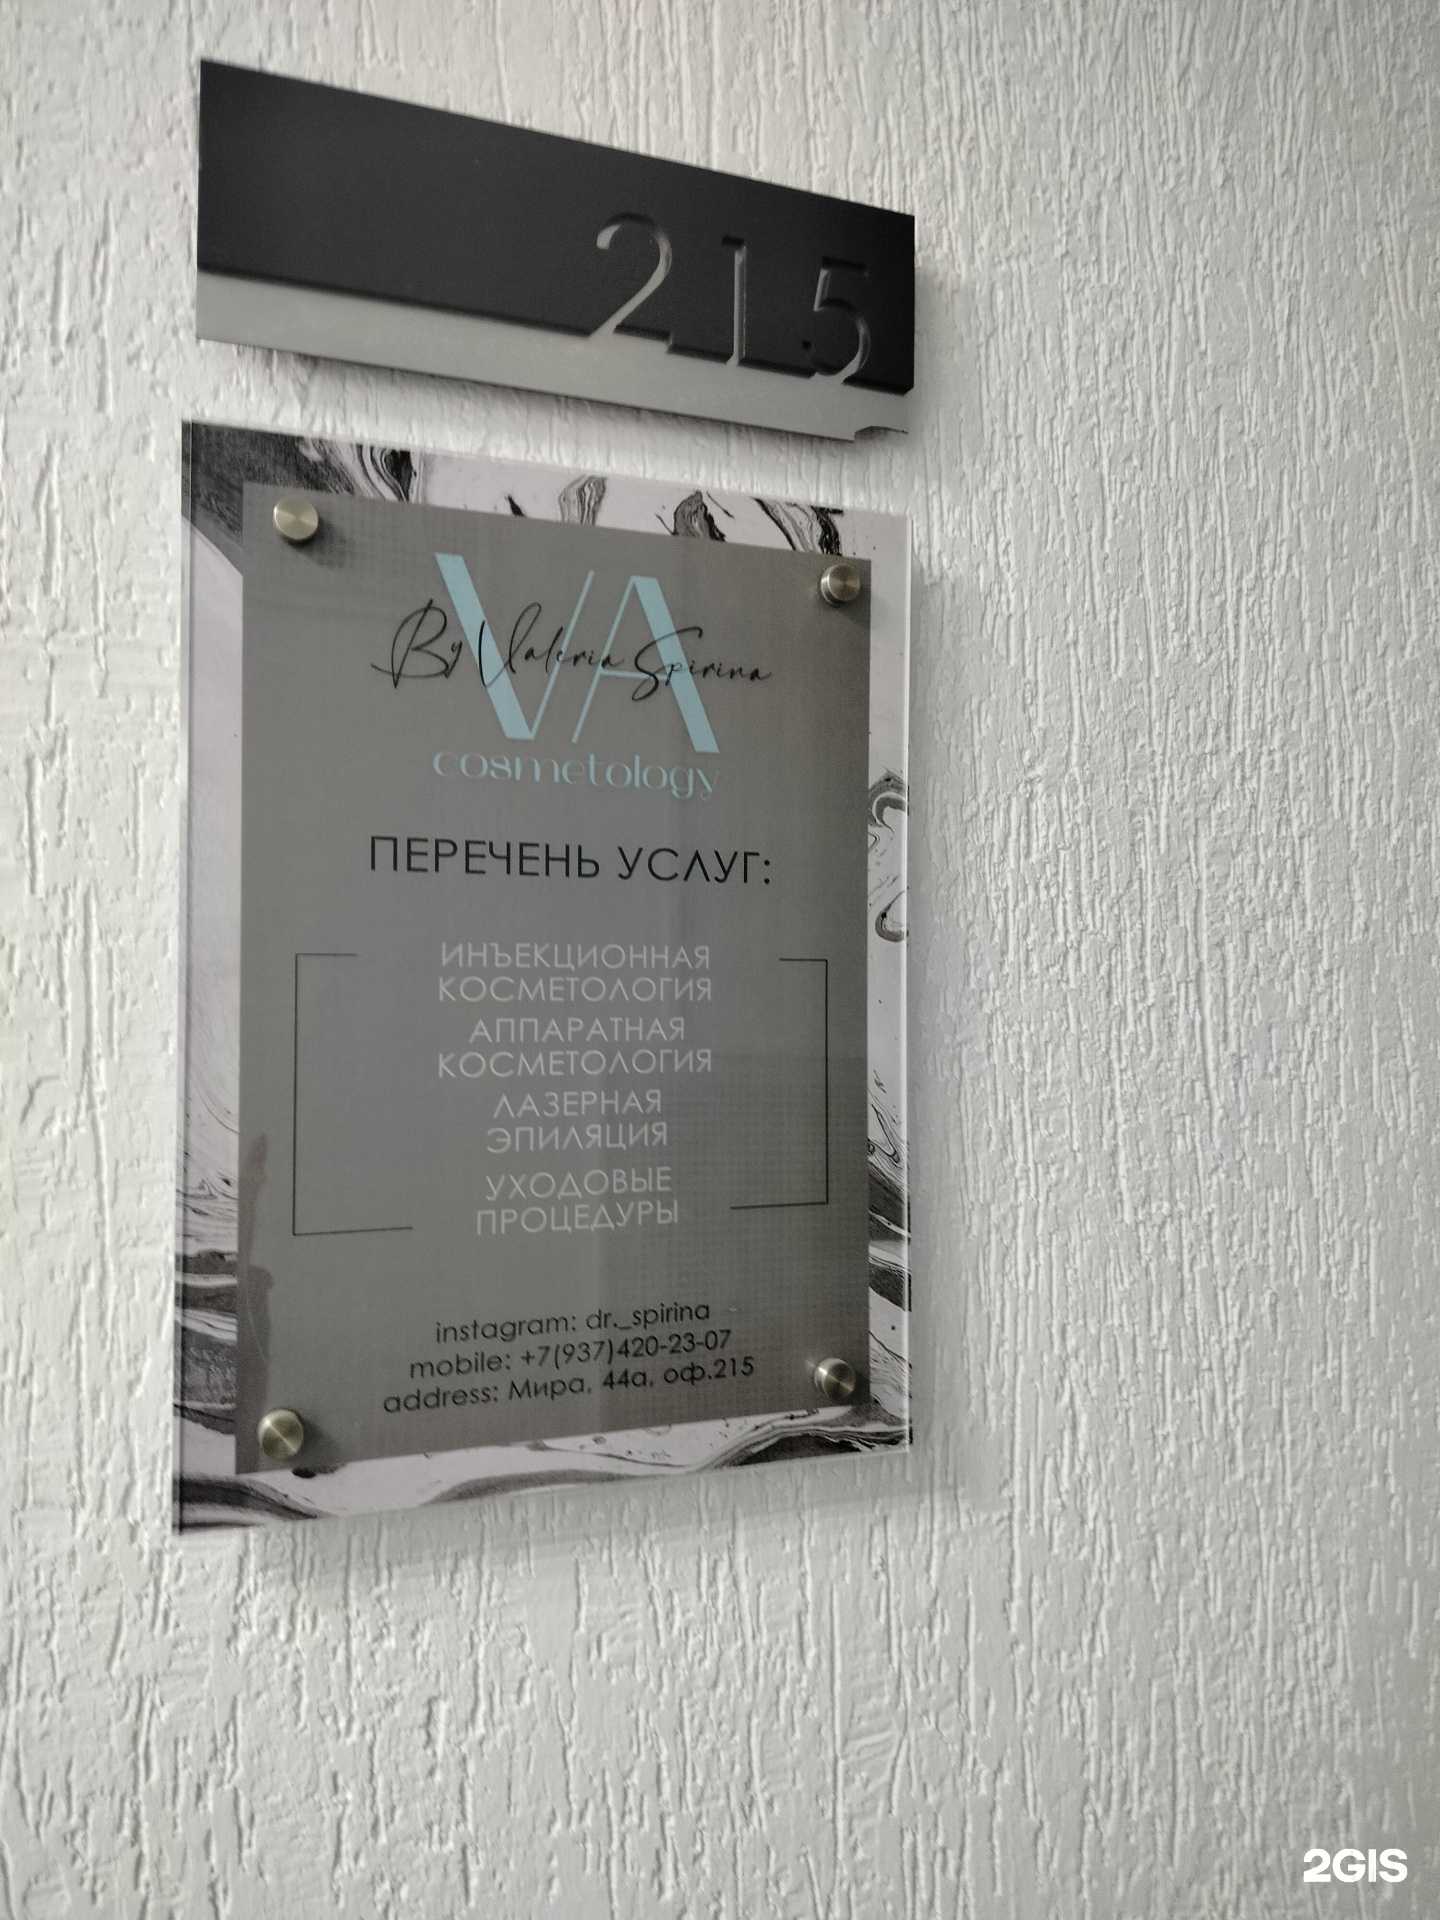 215
VA
By Valeria Spirina
cosmetology
ПЕРЕЧЕНЬ УСЛУГ:
ИНЪЕКЦИОННАЯ
КОСМЕТОЛОГИЯ
АППАРАТНАЯ
КОСМЕТОЛОГИЯ
ЛАЗЕРНАЯ
ЭПИЛЯЦИЯ
УХОДОВЫЕ
ПРОЦЕДУРЫ
instagram: dr._spirina
mobile: +7(937)420-23-07
address: Мира, 44а, оф.215
2GIS